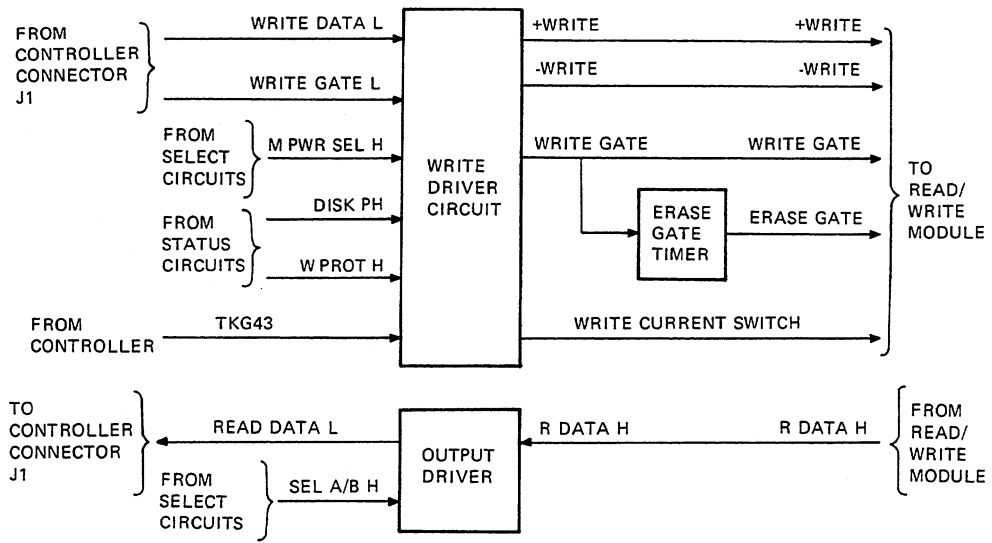 FROM
CONTROLLER
CONNECTOR
J1
WRITE DATA L
WRITE GATE L
FROM
SELECT
CIRCUITS
M PWR SEL H
FROM
STATUS
CIRCUITS
DISK PH
W PROT H
FROM
CONTROLLER
TKG43
WRITE
DRIVER
CIRCUIT
+WRITE
+WRITE
-WRITE
-WRITE
WRITE GATE
WRITE GATE
ERASE
GATE
TIMER
ERASE GATE
WRITE CURRENT SWITCH
TO
READ/
WRITE
MODULE
TO
CONTROLLER
CONNECTOR
J1
READ DATA L
FROM
SELECT
CIRCUITS
SEL A/B H
OUTPUT
DRIVER
R DATA H
R DATA H
FROM
READ/
WRITE
MODULE